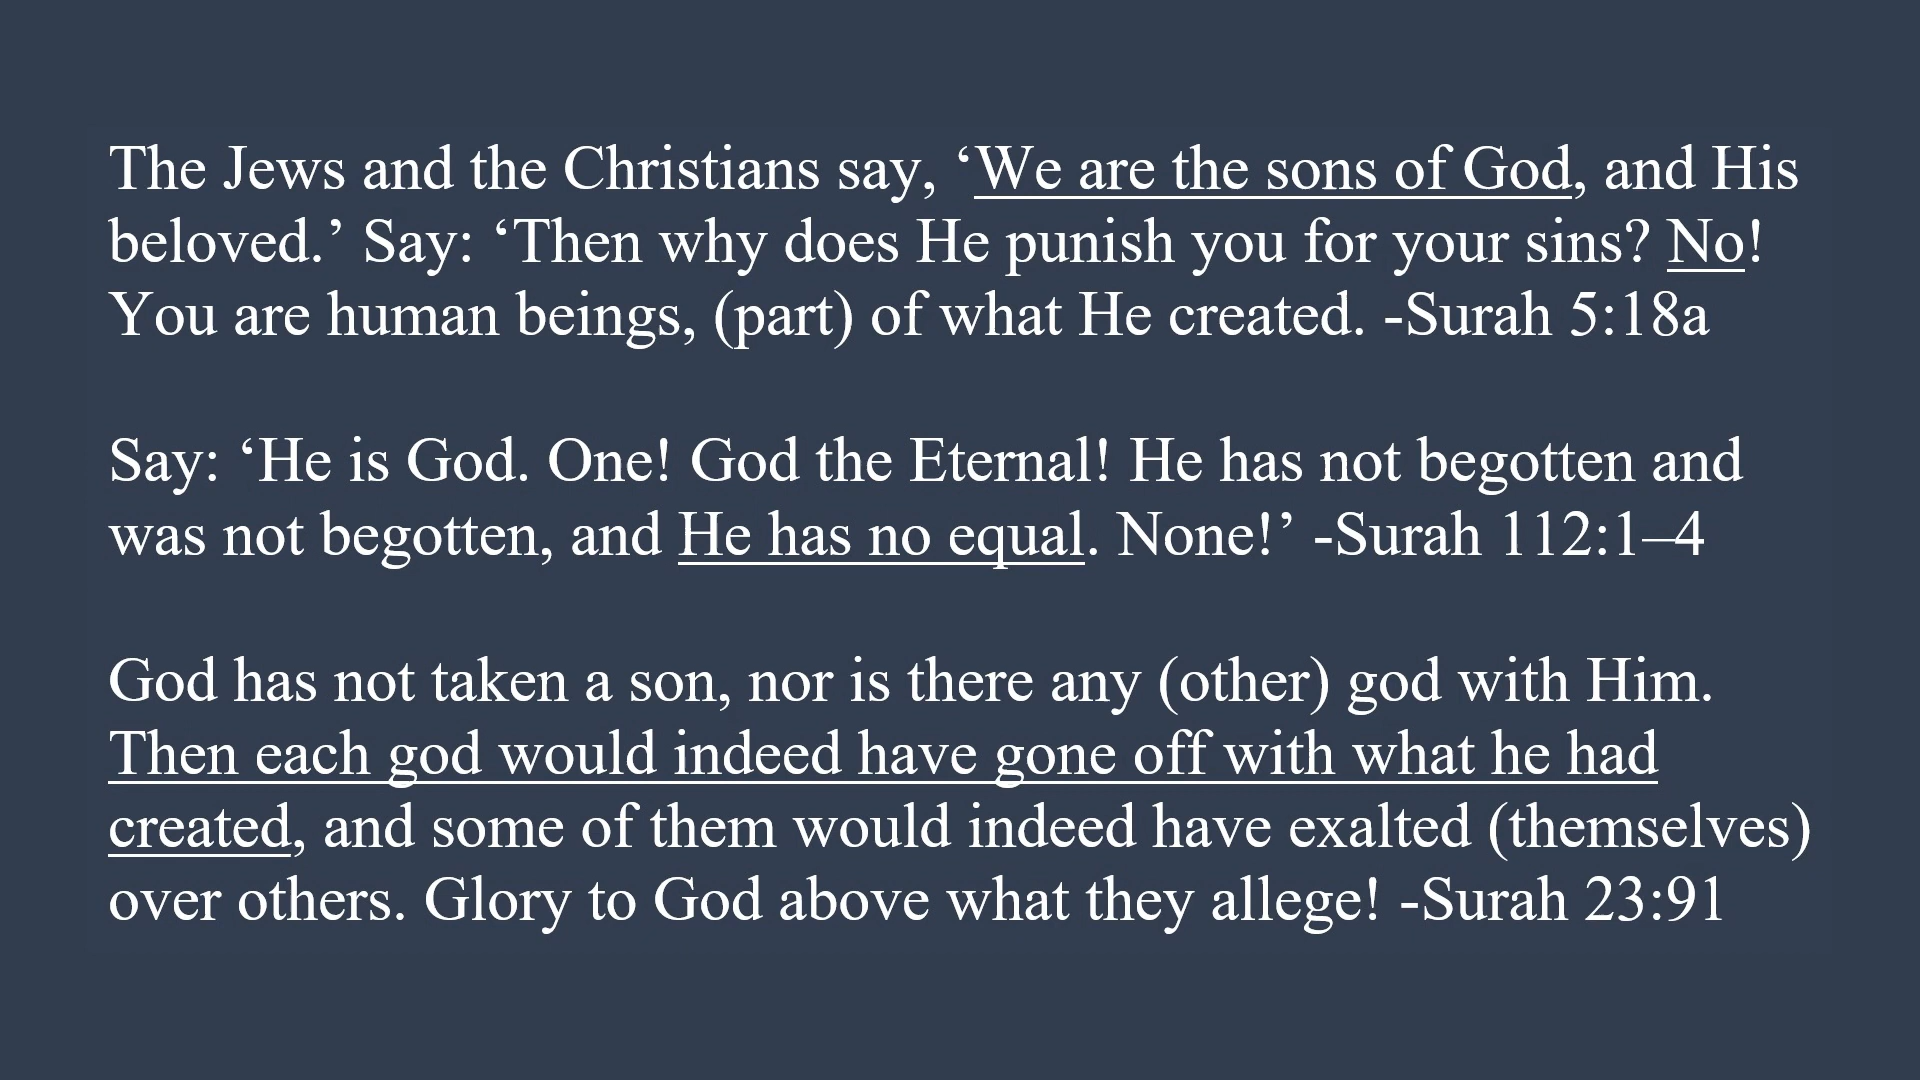 The Jews and the Christians say, ‘We are the sons of God, and His
beloved.’ Say: ‘Then why does He punish you for your sins? No!
You are human beings, (part) of what He created. -Surah 5:18a
Say: ‘He is God. One! God the Eternal! He has not begotten and
was not begotten, and He has no equal. None!’ -Surah 112:1–4
God has not taken a son, nor is there any (other) god with Him.
Then each god would indeed have gone off with what he had
created, and some of them would indeed have exalted (themselves)
over others. Glory to God above what they allege! -Surah 23:91